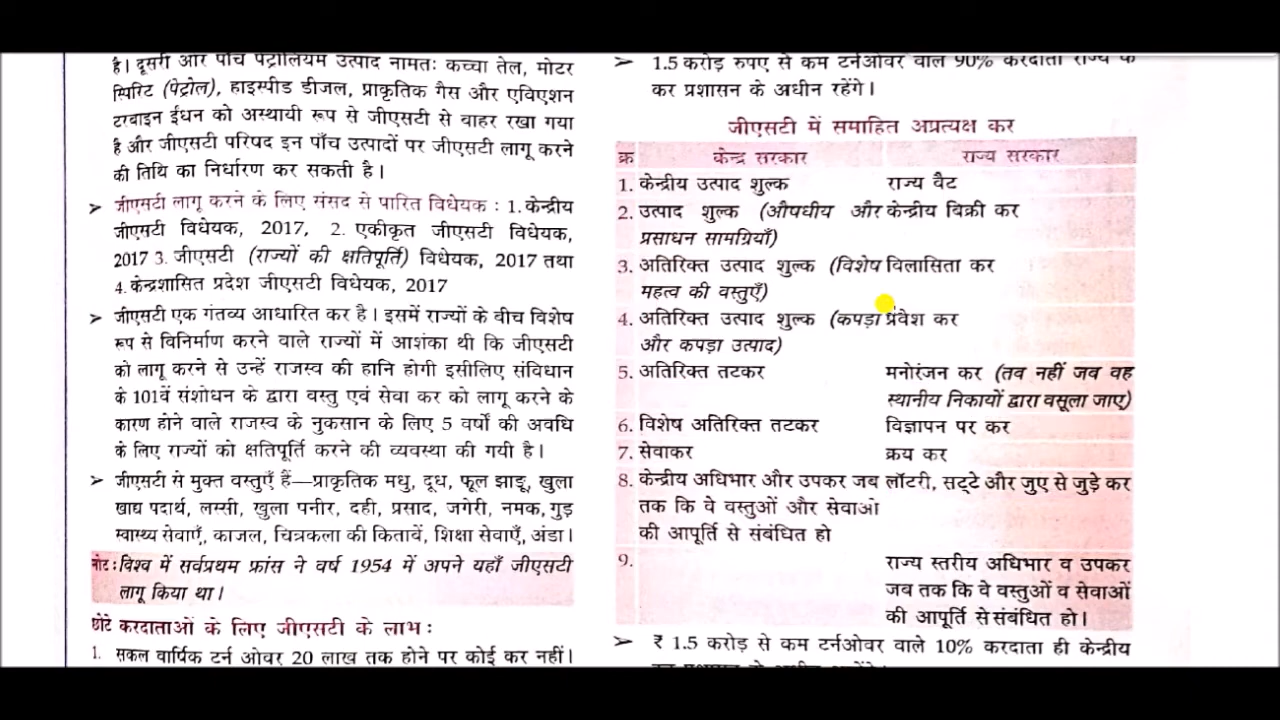 है। दूसरी ओर पाँच पेट्रोलियम उत्पाद नामतः कच्चा तेल, मोटर
स्पिरिट (पेट्रोल), हाइस्पीड डीजल, प्राकृतिक गैस और एविएशन
टरबाइन ईंधन को अस्थायी रूप से जीएसटी से बाहर रखा गया
है और जीएसटी परिषद इन पाँच उत्पादों पर जीएसटी लागू करने
की तिथि का निर्धारण कर सकती है।
➢ जीएसटी लागू करने के लिए संसद से पारित विधेयक : 1. केन्द्रीय
जीएसटी विधेयक, 2017, 2. एकीकृत जीएसटी विधेयक,
2017 3. जीएसटी (राज्यों की क्षतिपूर्ति) विधेयक, 2017 तथा
4. केन्द्रशासित प्रदेश जीएसटी विधेयक, 2017
➢ जीएसटी एक गंतव्य आधारित कर है। इसमें राज्यों के बीच विशेष
रूप से विनिर्माण करने वाले राज्यों में आशंका थी कि जीएसटी
को लागू करने से उन्हें राजस्व की हानि होगी इसीलिए संविधान
के 101वें संशोधन के द्वारा वस्तु एवं सेवा कर को लागू करने के
कारण होने वाले राजस्व के नुकसान के लिए 5 वर्षों की अवधि
के लिए राज्यों को क्षतिपूर्ति करने की व्यवस्था की गयी है।
➢ जीएसटी से मुक्त वस्तुएँ हैं—प्राकृतिक मधु, दूध, फूल झाड़ू, खुला
खाद्य पदार्थ, लस्सी, खुला पनीर, दही, प्रसाद, जगेरी, नमक, गुड़
स्वास्थ्य सेवाएँ, काजल, चित्रकला की किताबें, शिक्षा सेवाएँ, अंडा।
नोट : विश्व में सर्वप्रथम फ्रांस ने वर्ष 1954 में अपने यहाँ जीएसटी
लागू किया था।
छोटे करदाताओं के लिए जीएसटी के लाभ :
1. सकल वार्षिक टर्न ओवर 20 लाख तक होने पर कोई कर नहीं।
➢ 1.5 करोड़ रुपए से कम टर्नओवर वाले 90% करदाता राज्य के
कर प्रशासन के अधीन रहेंगे।
जीएसटी में समाहित अप्रत्यक्ष कर
क्र केन्द्र सरकार राज्य सरकार
1. केन्द्रीय उत्पाद शुल्क राज्य वैट
2. उत्पाद शुल्क (औषधीय और केन्द्रीय बिक्री कर
प्रसाधन सामग्रियाँ)
3. अतिरिक्त उत्पाद शुल्क (विशेष विलासिता कर
महत्व की वस्तुएँ)
4. अतिरिक्त उत्पाद शुल्क (कपड़ा प्रवेश कर
और कपड़ा उत्पाद)
5. अतिरिक्त तटकर मनोरंजन कर (तब नहीं जब वह
स्थानीय निकायों द्वारा वसूला जाए)
6. विशेष अतिरिक्त तटकर विज्ञापन पर कर
7. सेवाकर क्रय कर
8. केन्द्रीय अधिभार और उपकर जब लॉटरी, सट्टे और जुए से जुड़े कर
तक कि वे वस्तुओं और सेवाओं
की आपूर्ति से संबंधित हो
9. राज्य स्तरीय अधिभार व उपकर
जब तक कि वे वस्तुओं व सेवाओं
की आपूर्ति से संबंधित हो।
➢ ₹ 1.5 करोड़ से कम टर्नओवर वाले 10% करदाता ही केन्द्रीय